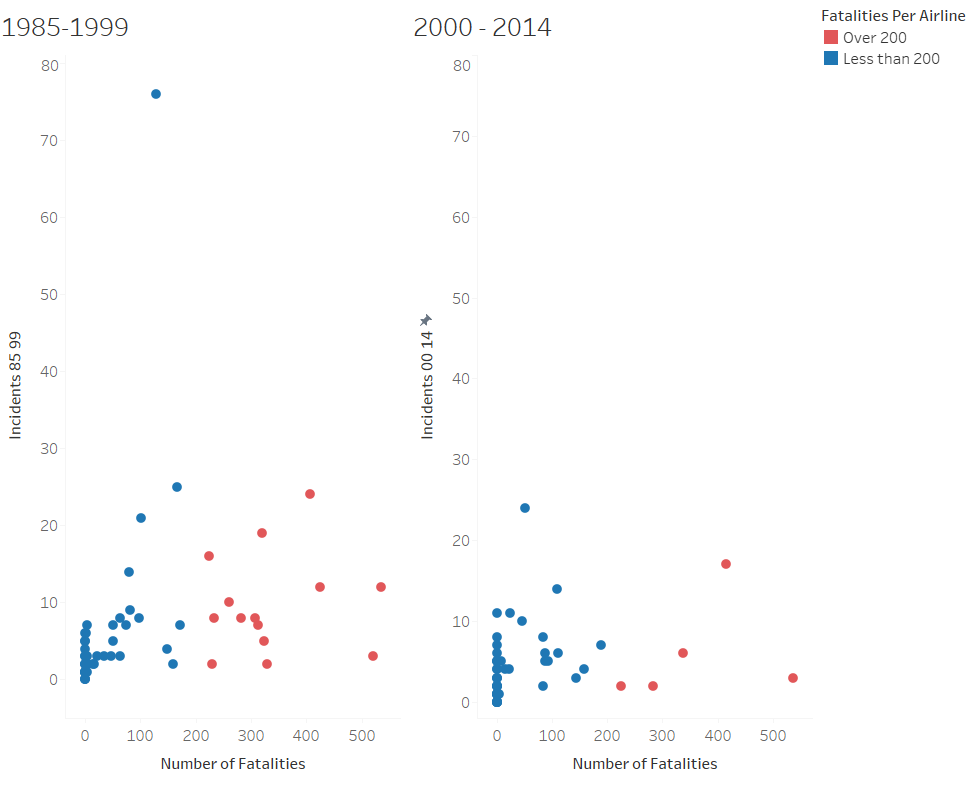 1985-1999
2000 - 2014
Fatalities Per Airline
Over 200
Less than 200
80
70
60
50
40
30
20
10
0
Incidents 85 99
0 100 200 300 400 500
Number of Fatalities
80
70
60
50
40
30
20
10
0
Incidents 00 14
0 100 200 300 400 500
Number of Fatalities